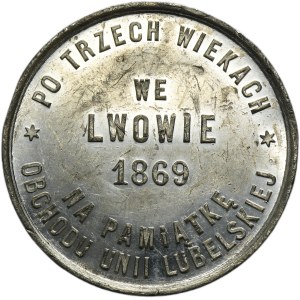 PO TRZECH WIEKACH
WE
LWOWIE
1869
NA PAMIĄTKĘ
OBCHODU UNII LUBELSKIEJ